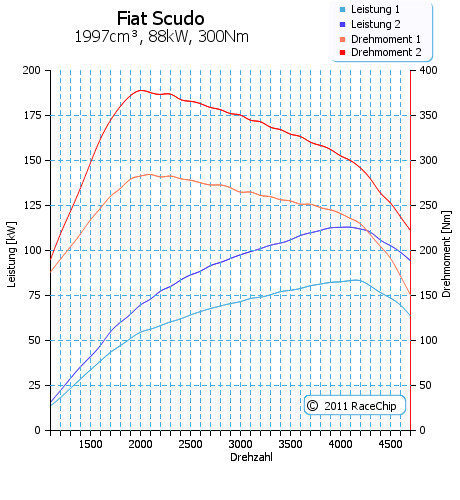 Fiat Scudo
1997cm³, 88kW, 300Nm
Leistung 1
Leistung 2
Drehmoment 1
Drehmoment 2
200
175
150
125
100
75
50
25
0
Leistung [kW]
400
350
300
250
200
150
100
50
0
Drehmoment [Nm]
1500 2000 2500 3000 3500 4000 4500
Drehzahl
© 2011 RaceChip